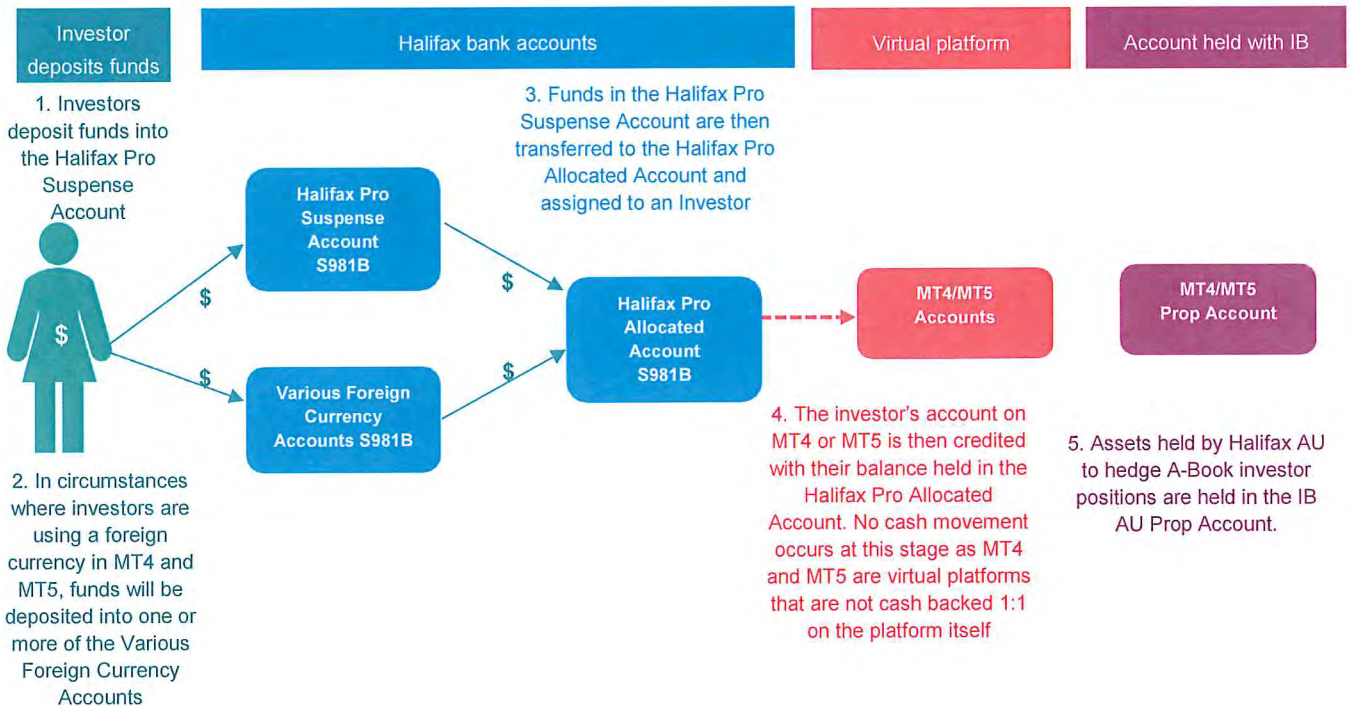 Investor
deposits funds
Halifax bank accounts
Virtual platform
Account held with IB
1. Investors
deposit funds into
the Halifax Pro
Suspense
Account
$
2. In circumstances
where investors are
using a foreign
currency in MT4 and
MT5, funds will be
deposited into one or
more of the Various
Foreign Currency
Accounts
$
$
Halifax Pro
Suspense
Account
S981B
Various Foreign
Currency
Accounts S981B
3. Funds in the Halifax Pro
Suspense Account are then
transferred to the Halifax Pro
Allocated Account and
assigned to an Investor
$
$
Halifax Pro
Allocated
Account
S981B
MT4/MT5
Accounts
4. The investor's account on
MT4 or MT5 is then credited
with their balance held in the
Halifax Pro Allocated
Account. No cash movement
occurs at this stage as MT4
and MT5 are virtual platforms
that are not cash backed 1:1
on the platform itself
MT4/MT5
Prop Account
5. Assets held by Halifax AU
to hedge A-Book investor
positions are held in the IB
AU Prop Account.